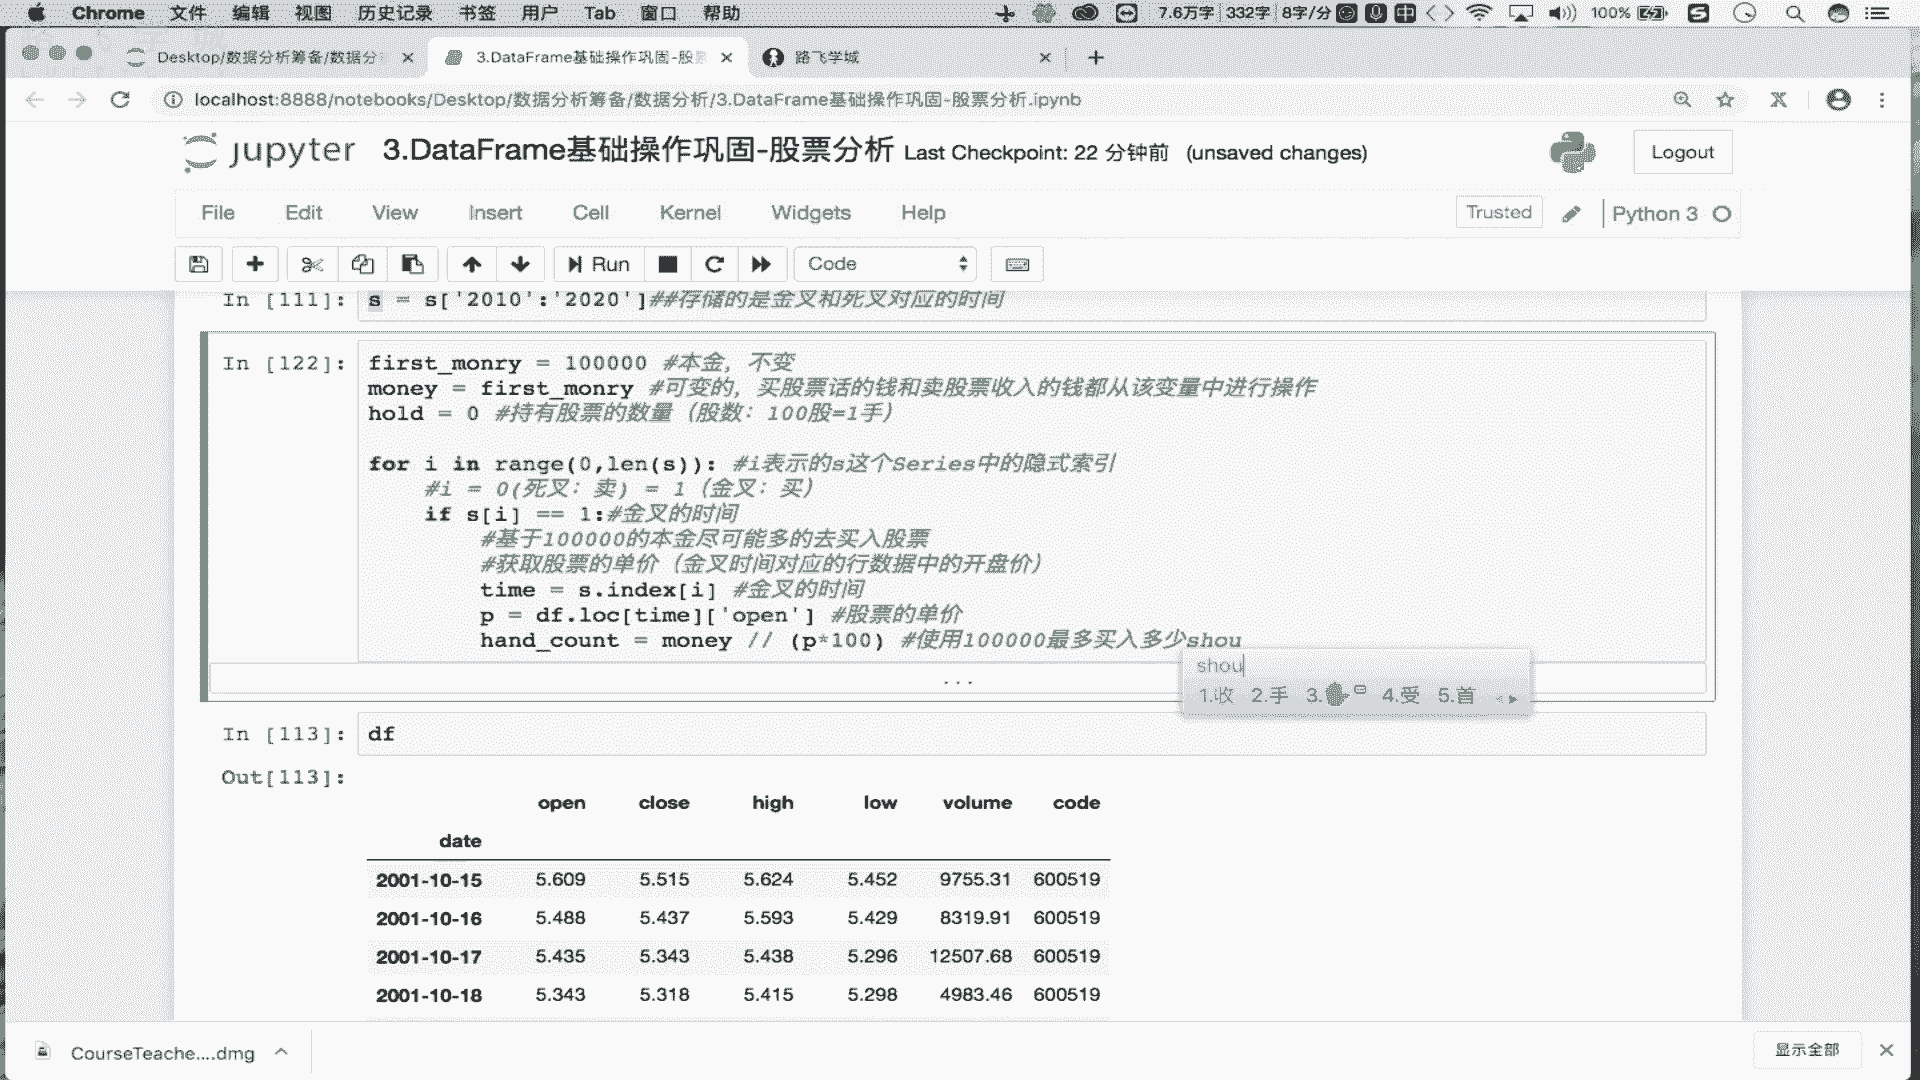 Chrome 文件 编辑 视图 历史记录 书签 用户 Tab 窗口 帮助 7.6万字 332字 8字/分 中 100%
Desktop/数据分析筹备/数据分
3.DataFrame基础操作巩固-股
路飞学城
localhost:8888/notebooks/Desktop/数据分析筹备/数据分析/3.DataFrame基础操作巩固-股票分析.ipynb
jupyter 3.DataFrame基础操作巩固-股票分析 Last Checkpoint: 22 分钟前 (unsaved changes) Logout
File Edit View Insert Cell Kernel Widgets Help Trusted Python 3
Run Code
In [111]: s = s['2010':'2020']##存储的是金叉和死叉对应的时间
In [122]: first_monry = 100000 #本金，不变
money = first_monry #可变的，买股票话的钱和卖股票收入的钱都从该变量中进行操作
hold = 0 #持有股票的数量（股数：100股=1手）
for i in range(0,len(s)): #i表示的s这个Series中的隐式索引
#i = 0(死叉：卖) = 1（金叉：买）
if s[i] == 1:#金叉的时间
#基于100000的本金尽可能多的去买入股票
#获取股票的单价（金叉时间对应的行数据中的开盘价）
time = s.index[i] #金叉的时间
p = df.loc[time]['open'] #股票的单价
hand_count = money // (p*100) #使用100000最多买入多少shou
shou
1.收 2.手 3. 4.受 5.首
...
In [113]: df
Out[113]:
open close high low volume code
date
2001-10-15 5.609 5.515 5.624 5.452 9755.31 600519
2001-10-16 5.488 5.437 5.593 5.429 8319.91 600519
2001-10-17 5.435 5.343 5.438 5.296 12507.68 600519
2001-10-18 5.343 5.318 5.415 5.298 4983.46 600519
CourseTeache....dmg 显示全部